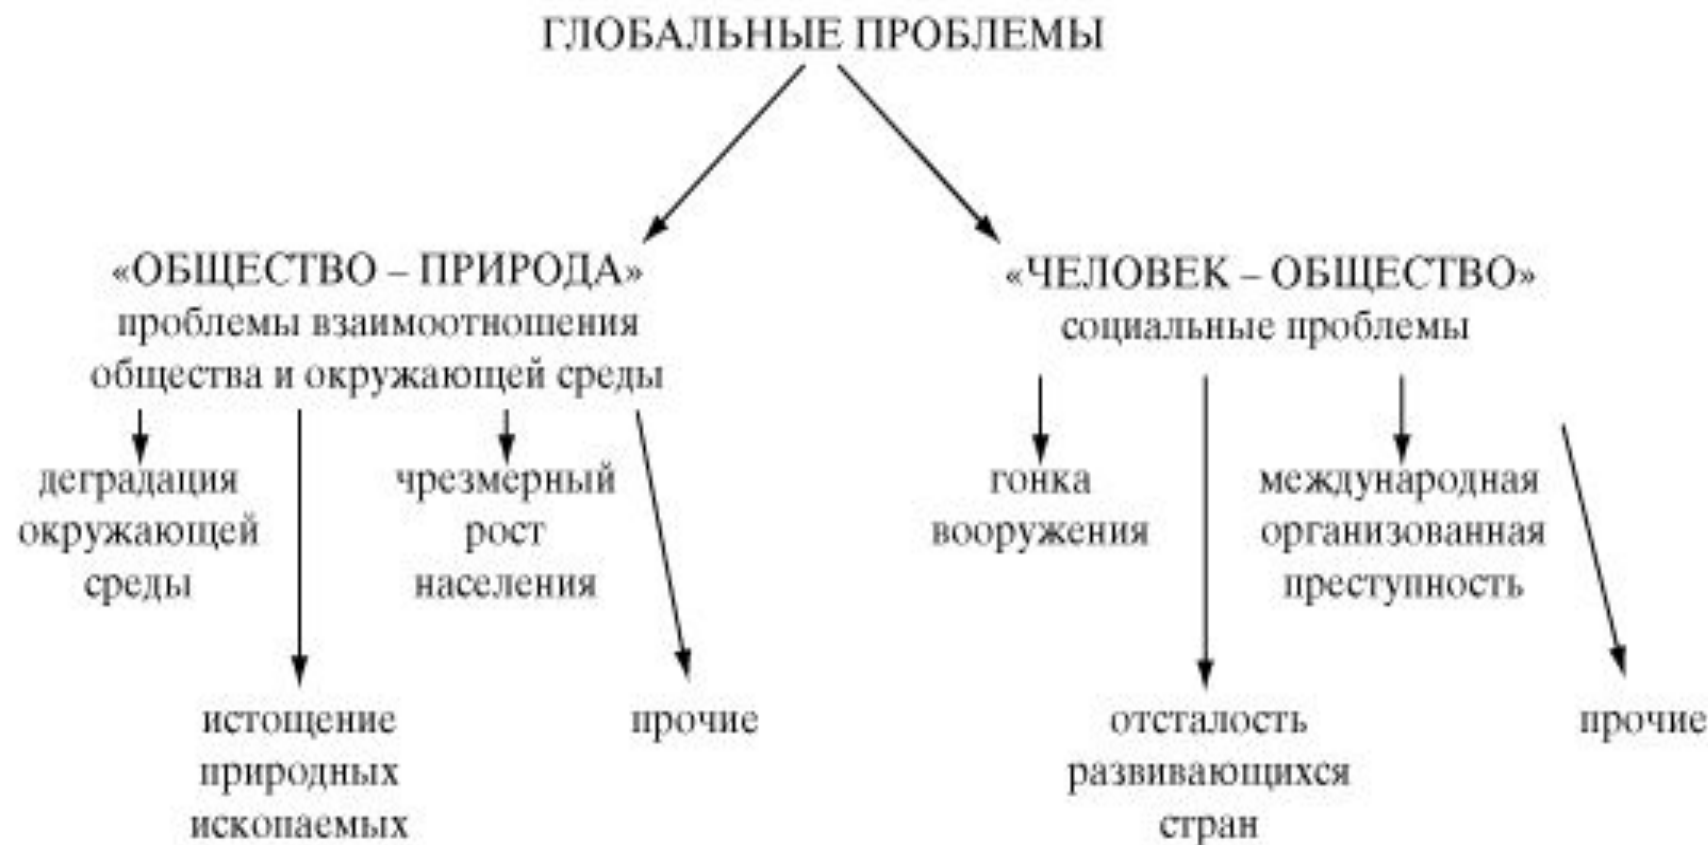 ГЛОБАЛЬНЫЕ ПРОБЛЕМЫ
«ОБЩЕСТВО – ПРИРОДА»
проблемы взаимоотношения
общества и окружающей среды
«ЧЕЛОВЕК – ОБЩЕСТВО»
социальные проблемы
деградация
окружающей
среды
чрезмерный
рост
населения
гонка
вооружения
международная
организованная
преступность
истощение
природных
ископаемых
прочие
отсталость
развивающихся
стран
прочие